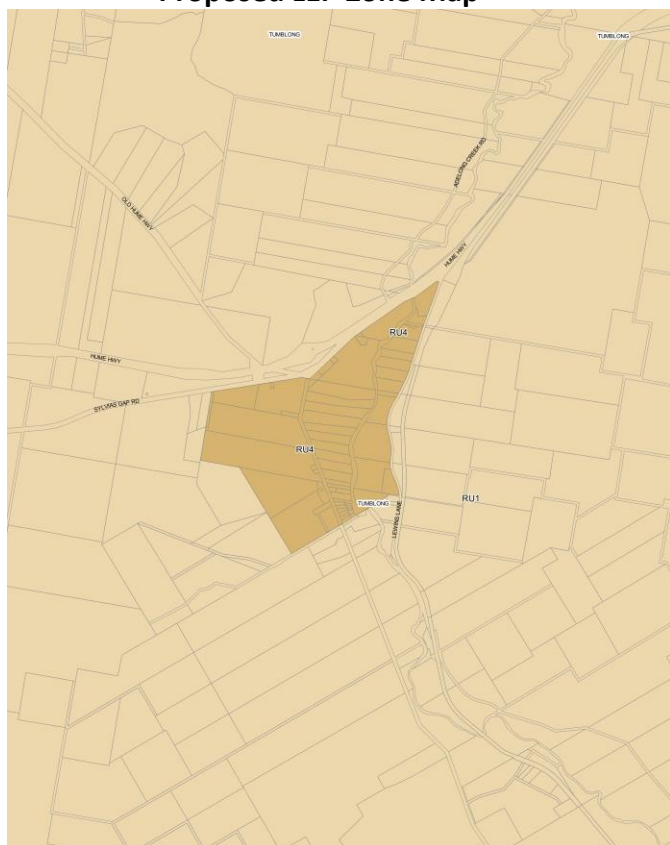 Proposed LEP Zone Map
TUMBLONG
TUMBLONG
ADELONG CREEK RD
OLD HUME HWY
HUME HWY
RU4
HUME HWY
SYLVIAS GAP RD
RU4
RU1
TUMBLONG
LEWINS LANE